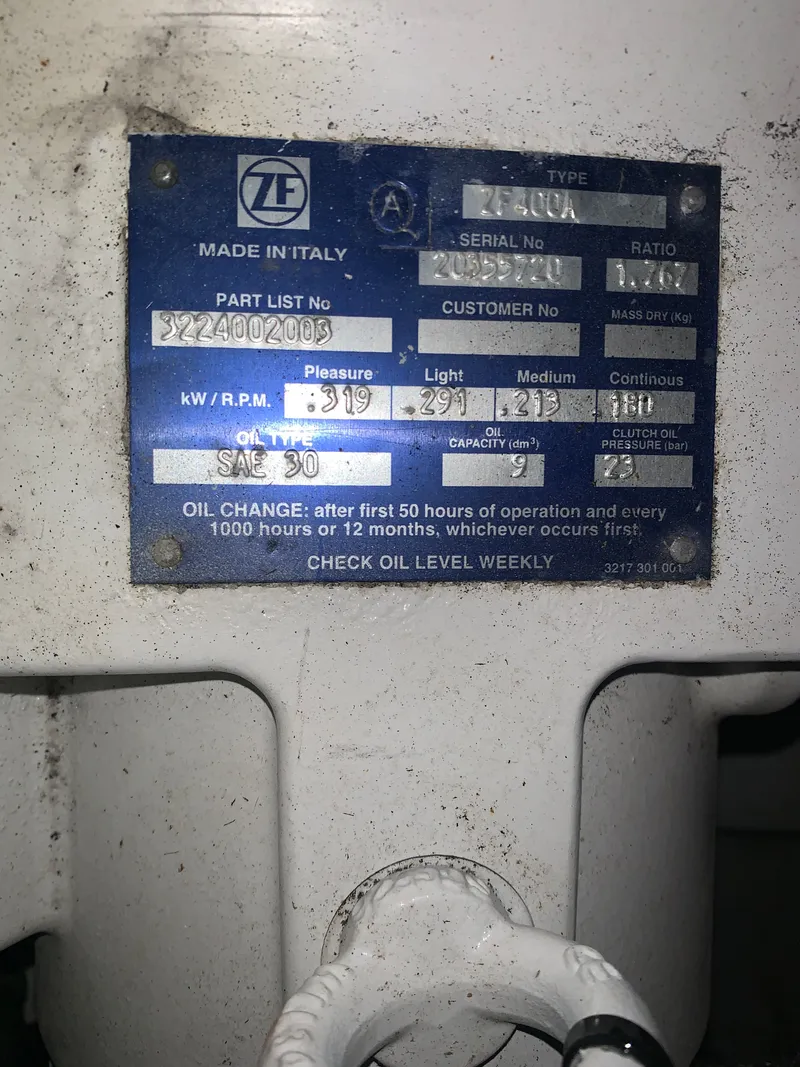 ZF
A
TYPE
ZF400A
MADE IN ITALY
SERIAL No
RATIO
20355720
1.767
PART LIST No
CUSTOMER No
MASS DRY (Kg)
3224002003
Pleasure Light Medium Continous
kW / R.P.M. .319 .291 .213 .180
OIL TYPE
OIL CAPACITY (dm³)
CLUTCH OIL PRESSURE (bar)
SAE 30
9
23
OIL CHANGE: after first 50 hours of operation and every
1000 hours or 12 months, whichever occurs first.
CHECK OIL LEVEL WEEKLY
3217 301 001